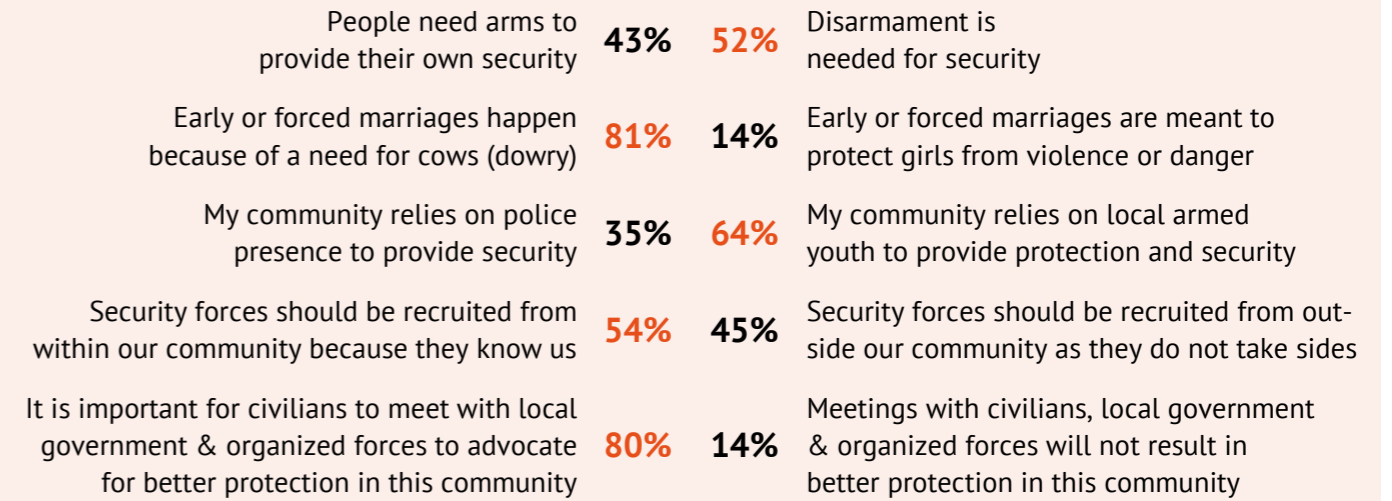 People need arms to
provide their own security
43% 52%
Disarmament is
needed for security
Early or forced marriages happen
because of a need for cows (dowry)
81% 14%
Early or forced marriages are meant to
protect girls from violence or danger
My community relies on police
presence to provide security
35% 64%
My community relies on local armed
youth to provide protection and security
Security forces should be recruited from
within our community because they know us
54% 45%
Security forces should be recruited from out-
side our community as they do not take sides
It is important for civilians to meet with local
government & organized forces to advocate
for better protection in this community
80% 14%
Meetings with civilians, local government
& organized forces will not result in
better protection in this community